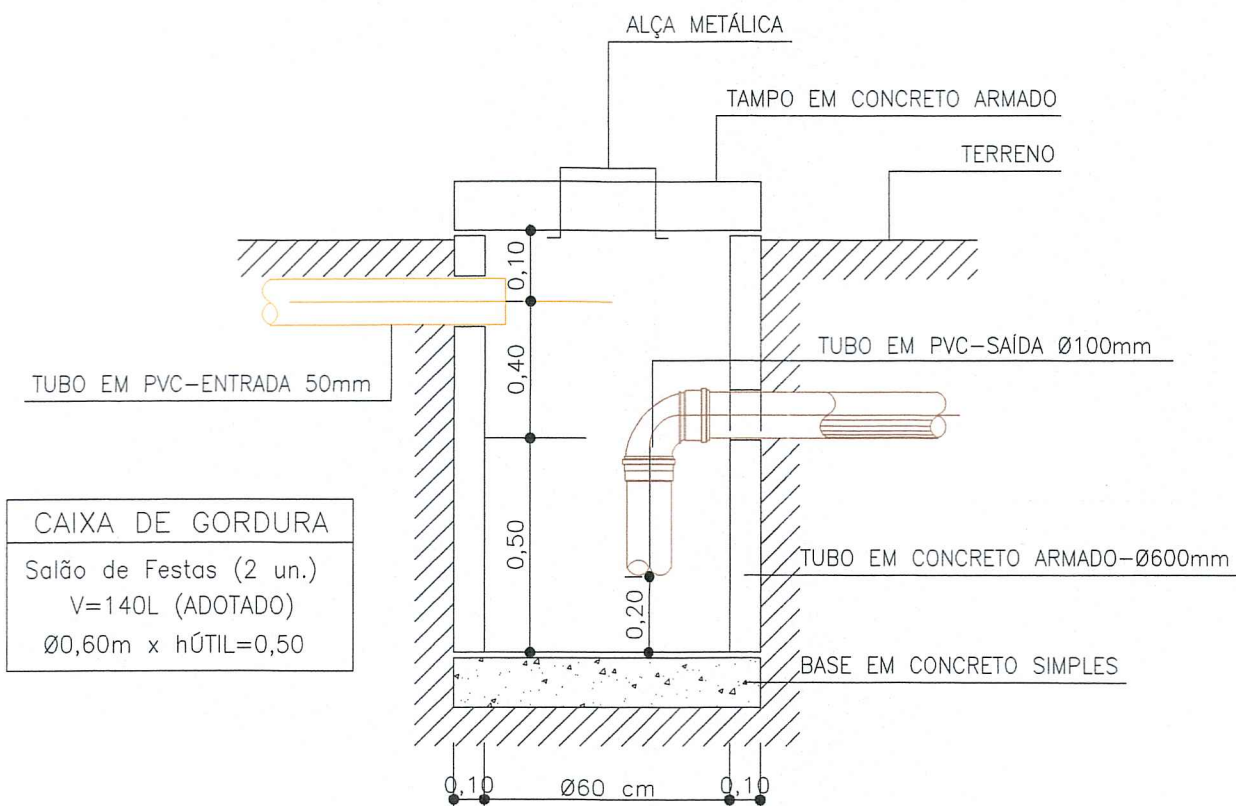 ALÇA METÁLICA
TAMPO EM CONCRETO ARMADO
TERRENO
0,10
TUBO EM PVC-SAÍDA Ø100mm
TUBO EM PVC-ENTRADA 50mm
0,40
CAIXA DE GORDURA
Salão de Festas (2 un.)
V=140L (ADOTADO)
Ø0,60m x hÚTIL=0,50
0,50
TUBO EM CONCRETO ARMADO-Ø600mm
0,20
BASE EM CONCRETO SIMPLES
0,10
Ø60 cm
0,10